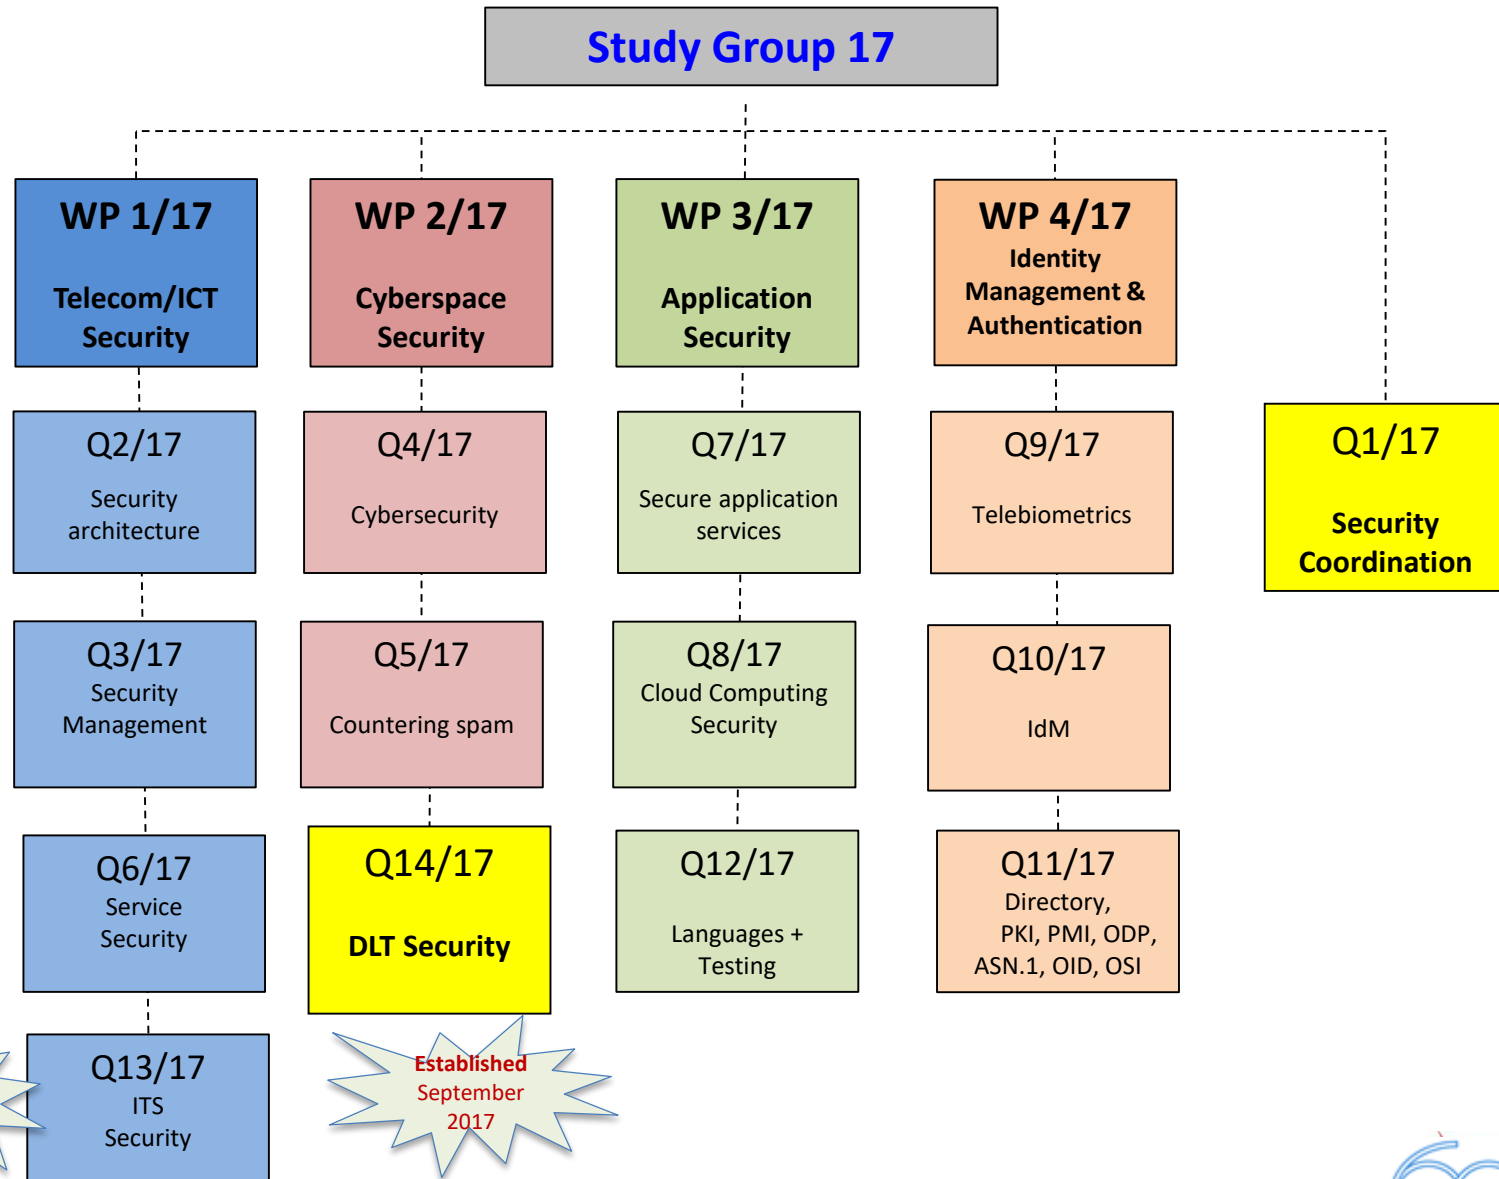 Study Group 17
WP 1/17
Telecom/ICT
Security
WP 2/17
Cyberspace
Security
WP 3/17
Application
Security
WP 4/17
Identity
Management &
Authentication
Q2/17
Security
architecture
Q4/17
Cybersecurity
Q7/17
Secure application
services
Q9/17
Telebiometrics
Q1/17
Security
Coordination
Q3/17
Security
Management
Q5/17
Countering spam
Q8/17
Cloud Computing
Security
Q10/17
IdM
Q6/17
Service
Security
Q14/17
DLT Security
Q12/17
Languages +
Testing
Q11/17
Directory,
PKI, PMI, ODP,
ASN.1, OID, OSI
Q13/17
ITS
Security
Established
September
2017